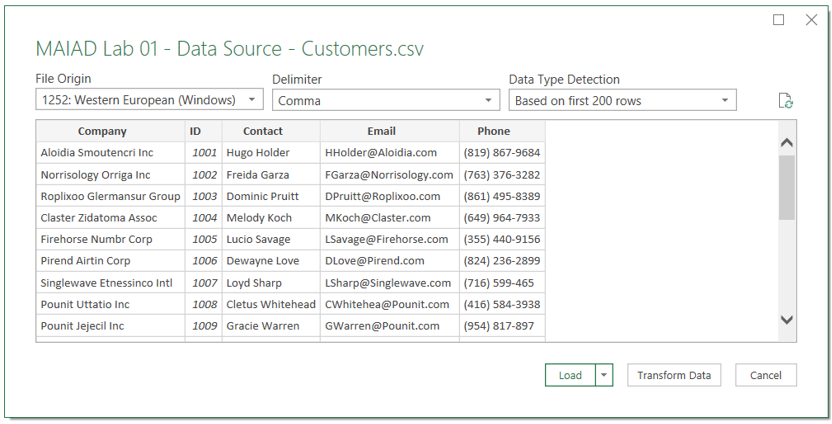 MAIAD Lab 01 - Data Source - Customers.csv
File Origin Delimiter Data Type Detection
1252: Western European (Windows) Comma Based on first 200 rows
Company ID Contact Email Phone
Aloidia Smoutencri Inc 1001 Hugo Holder HHolder@Aloidia.com (819) 867-9684
Norrisology Orriga Inc 1002 Freida Garza FGarza@Norrisology.com (763) 376-3282
Roplixoo Glermansur Group 1003 Dominic Pruitt DPruitt@Roplixoo.com (861) 495-8389
Claster Zidatoma Assoc 1004 Melody Koch MKoch@Claster.com (649) 964-7933
Firehorse Numbr Corp 1005 Lucio Savage LSavage@Firehorse.com (355) 440-9156
Pirend Airtin Corp 1006 Dewayne Love DLove@Pirend.com (824) 236-2899
Singlewave Etnessinco Intl 1007 Loyd Sharp LSharp@Singlewave.com (716) 599-465
Pounit Uttatio Inc 1008 Cletus Whitehead CWhitehea@Pounit.com (416) 584-3938
Pounit Jejecil Inc 1009 Gracie Warren GWarren@Pounit.com (954) 817-897
Load Transform Data Cancel